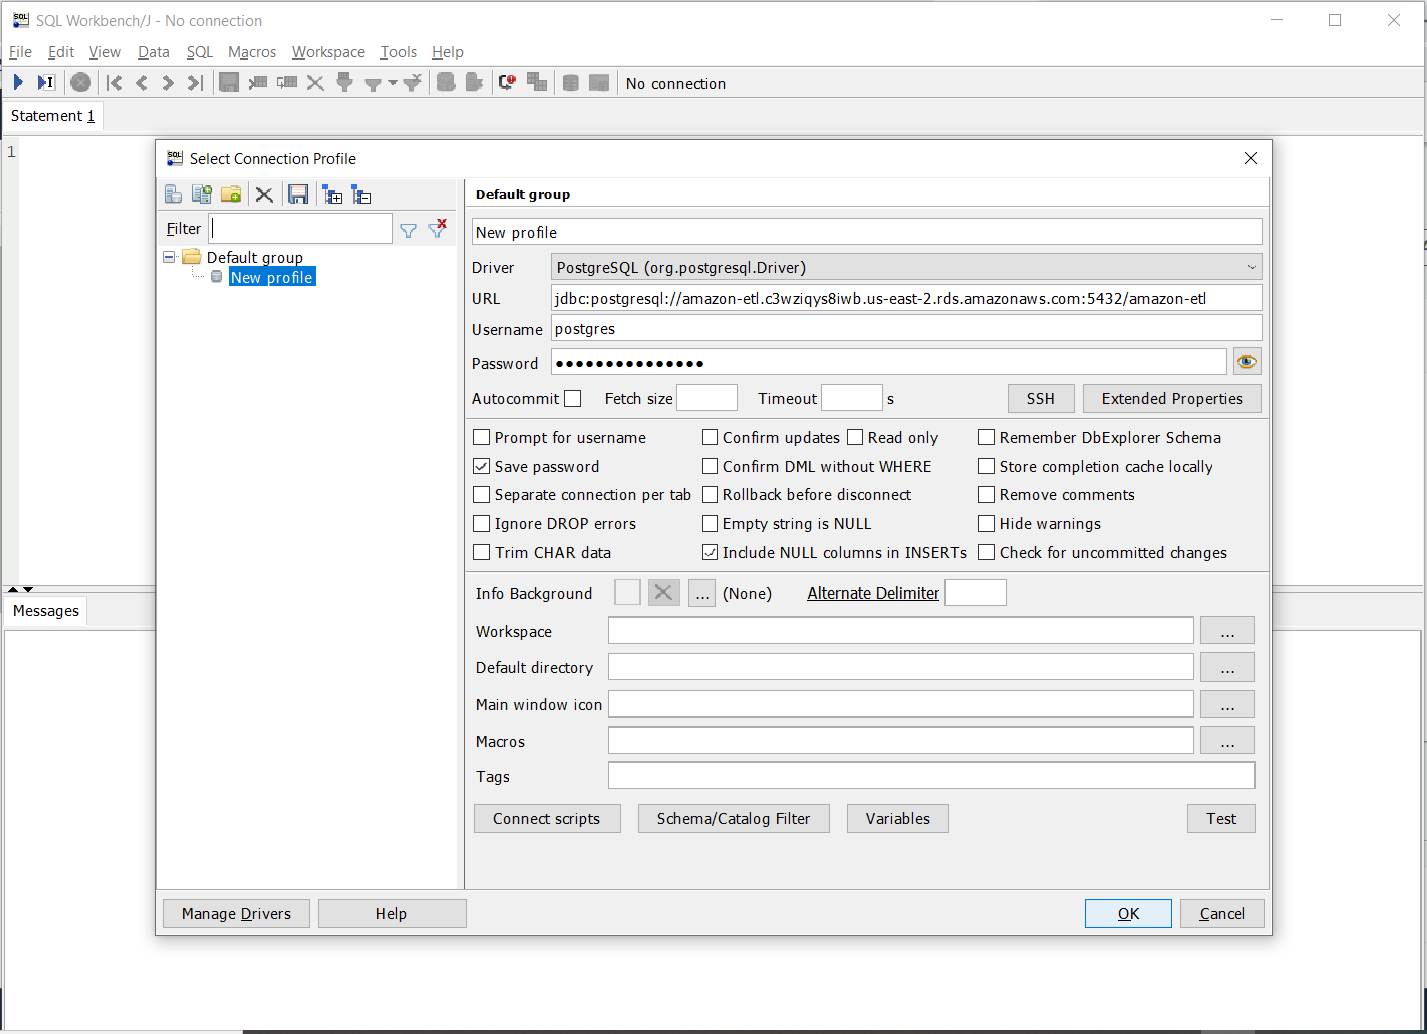 SQL Workbench/J - No connection
File Edit View Data SQL Macros Workspace Tools Help
No connection
Statement 1
1
Select Connection Profile
Default group
Filter
New profile
Default group
New profile
Driver PostgreSQL (org.postgresql.Driver)
URL jdbc:postgresql://amazon-etl.c3wziqys8iwb.us-east-2.rds.amazonaws.com:5432/amazon-etl
Username postgres
Password ●●●●●●●●●●●●●●●
Autocommit Fetch size Timeout s SSH Extended Properties
Prompt for username Confirm updates Read only Remember DbExplorer Schema
Save password Confirm DML without WHERE Store completion cache locally
Separate connection per tab Rollback before disconnect Remove comments
Ignore DROP errors Empty string is NULL Hide warnings
Trim CHAR data Include NULL columns in INSERTs Check for uncommitted changes
Info Background ... (None) Alternate Delimiter
Workspace ...
Default directory ...
Main window icon ...
Macros ...
Tags
Connect scripts Schema/Catalog Filter Variables Test
Manage Drivers Help OK Cancel
Messages